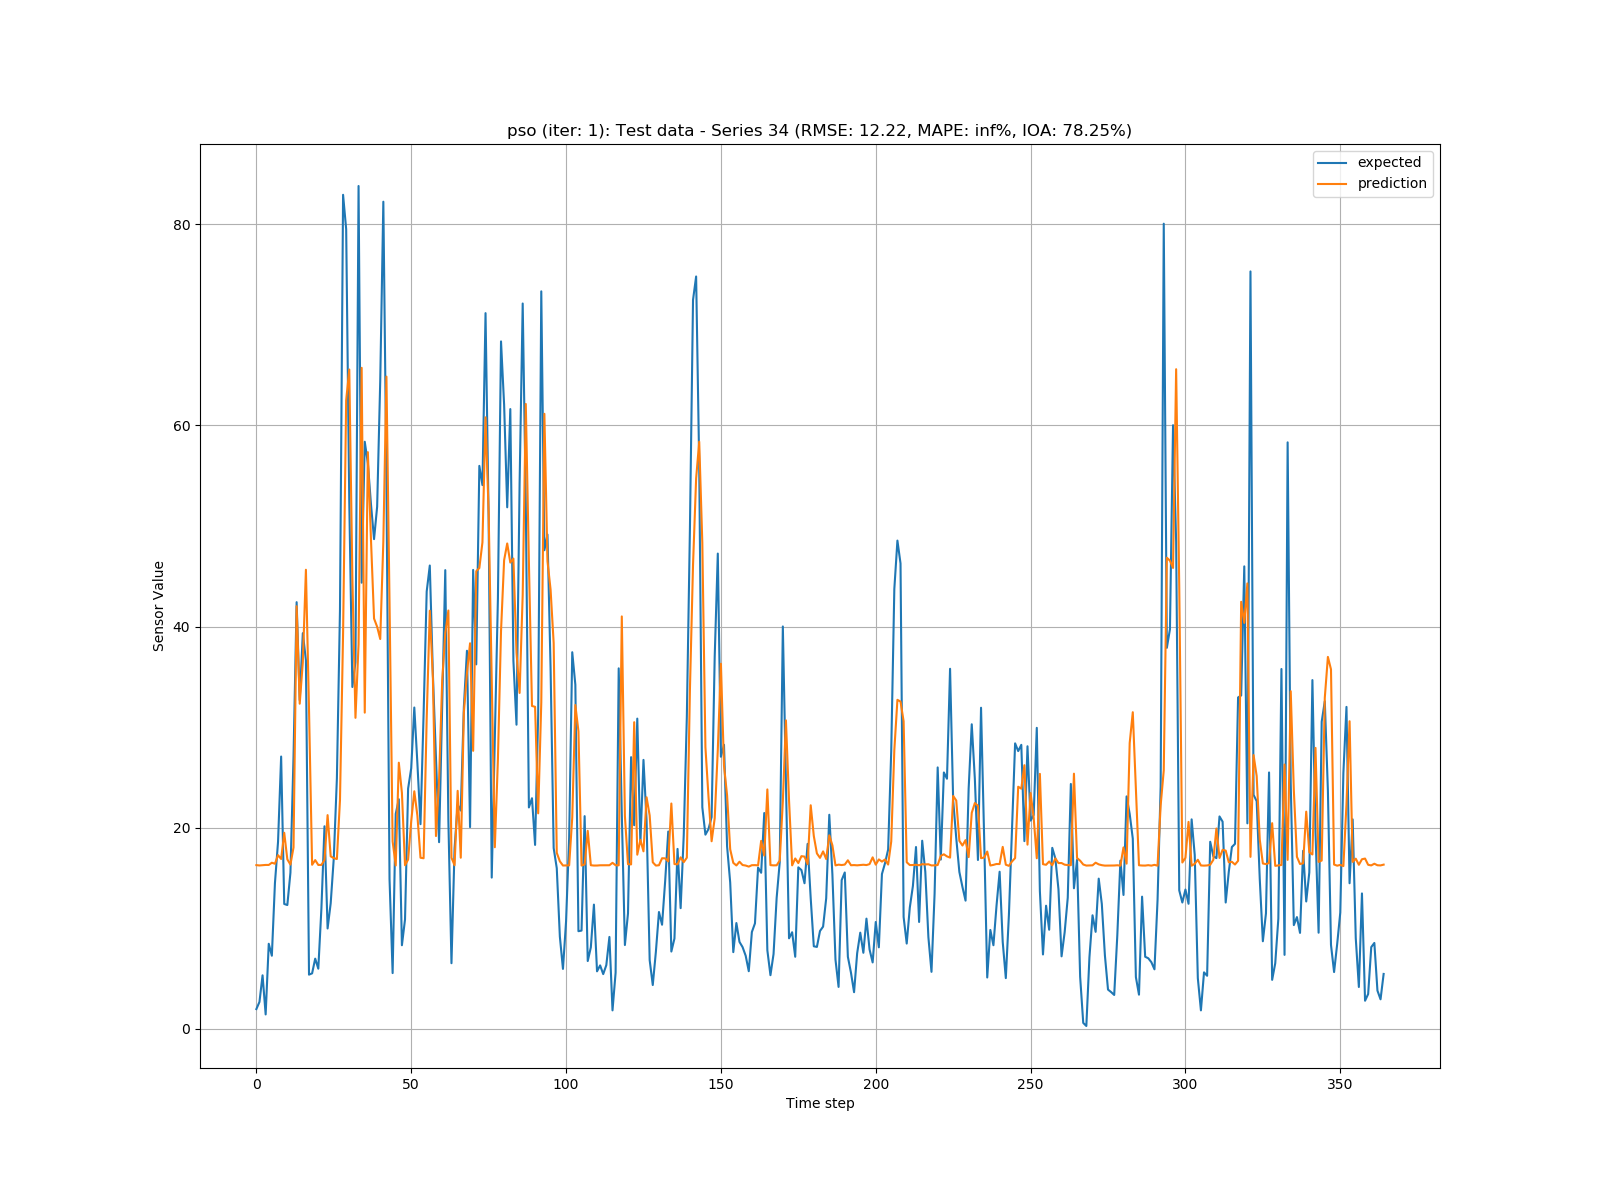 pso (iter: 1): Test data - Series 34 (RMSE: 12.22, MAPE: inf%, IOA: 78.25%)
expected
prediction
80
60
40
20
0
Sensor Value
0 50 100 150 200 250 300 350
Time step